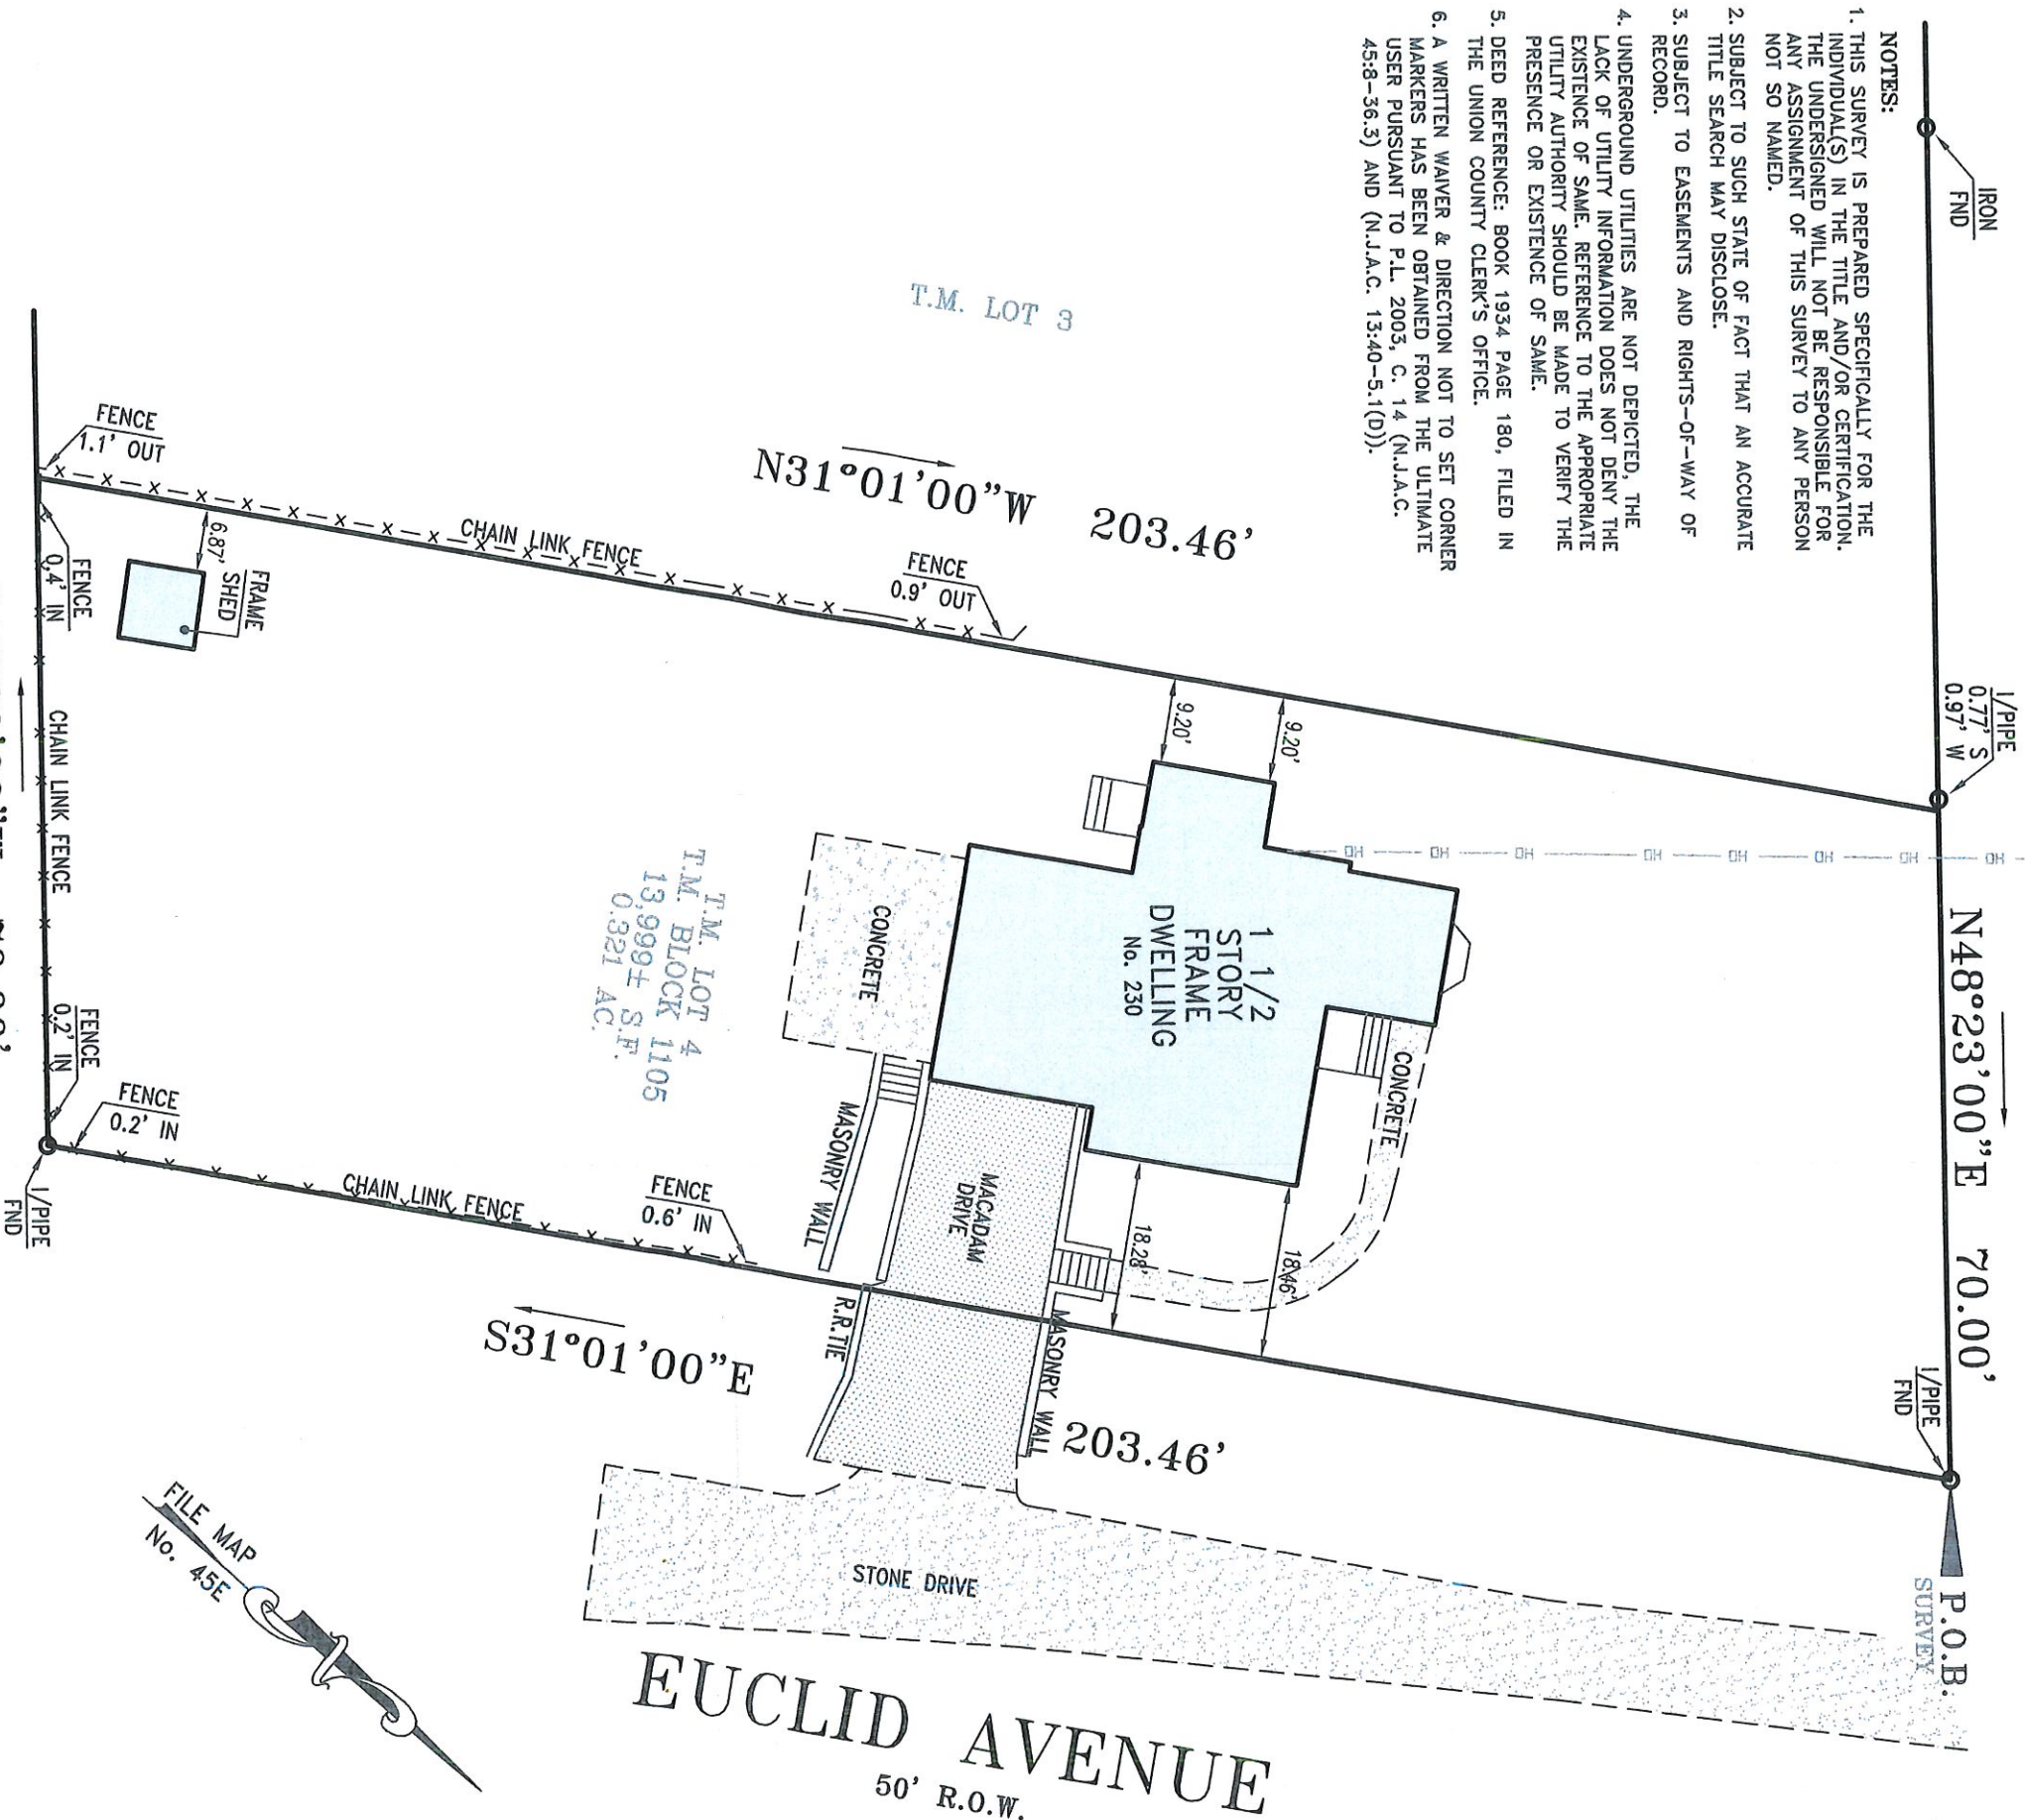 NOTES:
1. THIS SURVEY IS PREPARED SPECIFICALLY FOR THE
INDIVIDUAL(S) IN THE TITLE AND/OR CERTIFICATION.
THE UNDERSIGNED WILL NOT BE RESPONSIBLE FOR
ANY ASSIGNMENT OF THIS SURVEY TO ANY PERSON
NOT SO NAMED.
2. SUBJECT TO SUCH STATE OF FACT THAT AN ACCURATE
TITLE SEARCH MAY DISCLOSE.
3. SUBJECT TO EASEMENTS AND RIGHTS-OF-WAY OF
RECORD.
4. UNDERGROUND UTILITIES ARE NOT DEPICTED, THE
LACK OF UTILITY INFORMATION DOES NOT DENY THE
EXISTENCE OF SAME. REFERENCE TO THE APPROPRIATE
UTILITY AUTHORITY SHOULD BE MADE TO VERIFY THE
PRESENCE OR EXISTENCE OF SAME.
5. DEED REFERENCE: BOOK 1934 PAGE 180, FILED IN
THE UNION COUNTY CLERK'S OFFICE.
6. A WRITTEN WAIVER & DIRECTION NOT TO SET CORNER
MARKERS HAS BEEN OBTAINED FROM THE ULTIMATE
USER PURSUANT TO P.L. 2003, C. 14 (N.J.A.C.
45:8-36.3) AND (N.J.A.C. 13:40-5.1(D)).
IRON
FND
I/PIPE
0.77' S
0.97' W
N48°23'00"E 70.00'
I/PIPE
FND
P.O.B.
SURVEY
OH
OH
OH
OH
OH
OH
OH
OH
T.M. LOT 3
N31°01'00"W 203.46'
FENCE
1.1' OUT
CHAIN LINK FENCE
FENCE
0.9' OUT
9.20'
9.20'
6.87'
FRAME
SHED
FENCE
0.4' IN
CHAIN LINK FENCE
FENCE
0.2' IN
FENCE
0.2' IN
I/PIPE
FND
1 1/2
STORY
FRAME
DWELLING
No. 230
CONCRETE
CONCRETE
T.M. LOT 4
T.M. BLOCK 1105
13,999± S.F.
0.321 AC.
MASONRY WALL
MACADAM
DRIVE
18.28'
18.46'
CHAIN LINK FENCE
FENCE
0.6' IN
R.R.TIE
MASONRY WALL
S31°01'00"E
203.46'
STONE DRIVE
EUCLID AVENUE
50' R.O.W.
FILE MAP
No. 45E